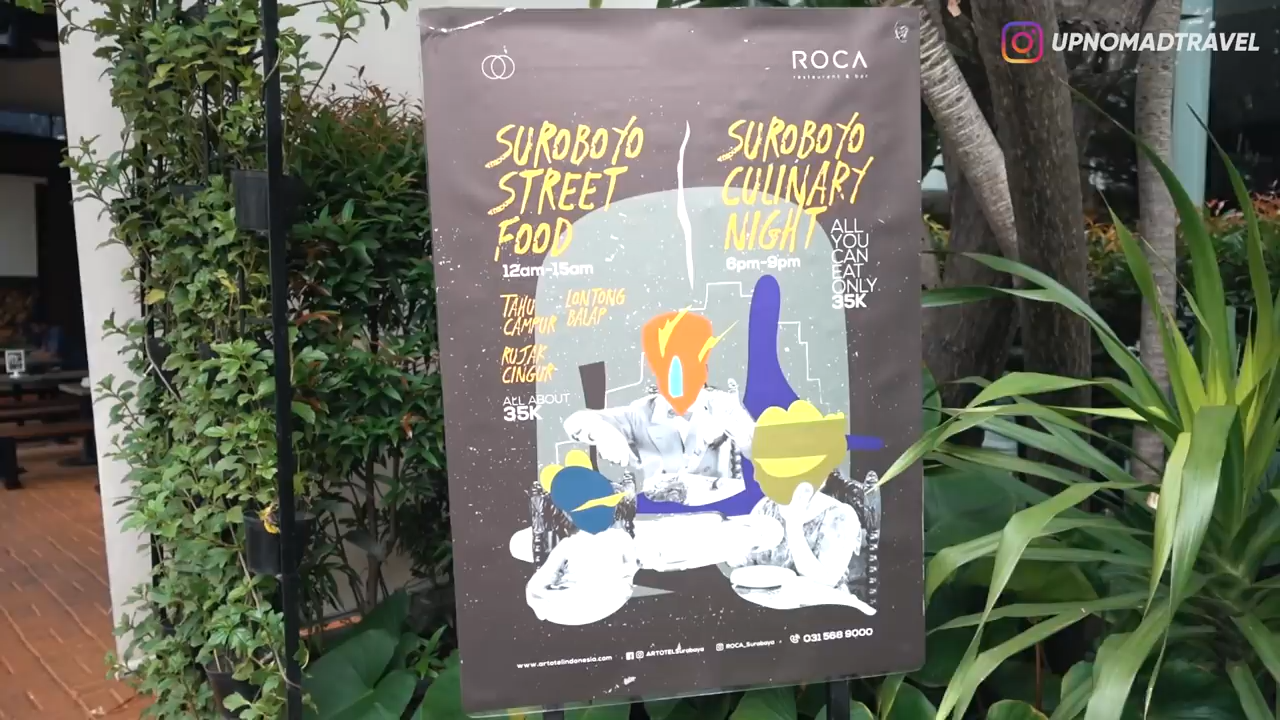 UPNOMADTRAVEL
ROCA
restaurant & bar
SUROBOYO
STREET
FOOD
12am-15am
TAHU
CAMPUR
LONTONG
BALAP
RUJAK
CINGUR
ALL ABOUT
35K
SUROBOYO
CULINARY
NIGHT
6pm-9pm
ALL
YOU
CAN
EAT
ONLY
35K
www.artotelindonesia.com
ARTOTELSurabaya
ROCA_Surabaya
031 568 9000